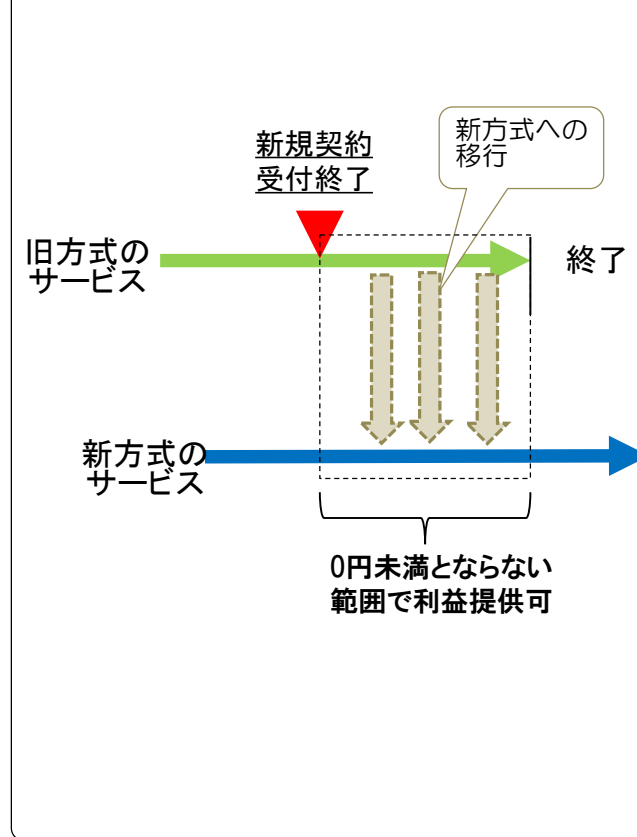 新方式への
移行
新規契約
受付終了
旧方式の
サービス
終了
新方式の
サービス
0円未満とならない
範囲で利益提供可